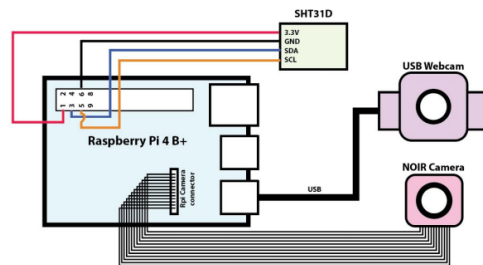 SHT31D
3.3V
GND
SDA
SCL
USB Webcam
2 4 6 8
1 3 5 9
Raspberry Pi 4 B+
Rpi Camera
connector
USB
NOIR Camera